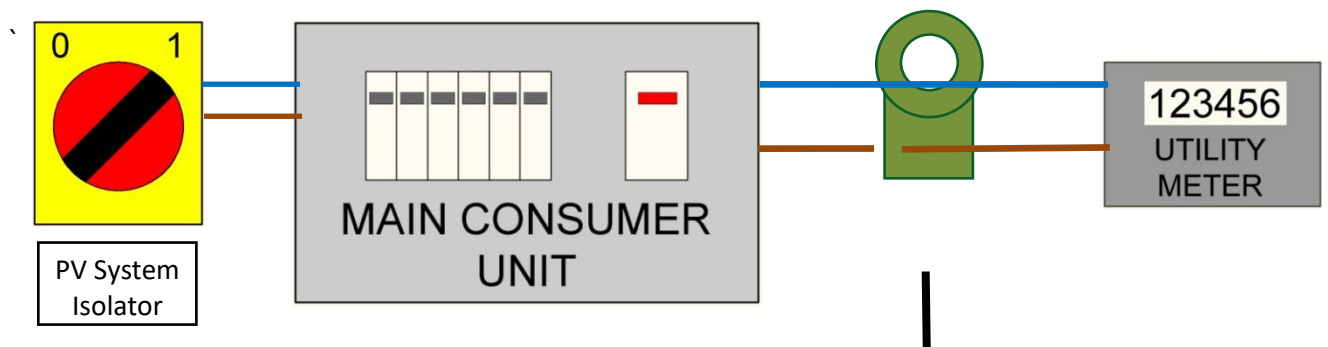 `
0 1
PV System
Isolator
MAIN CONSUMER
UNIT
123456
UTILITY
METER